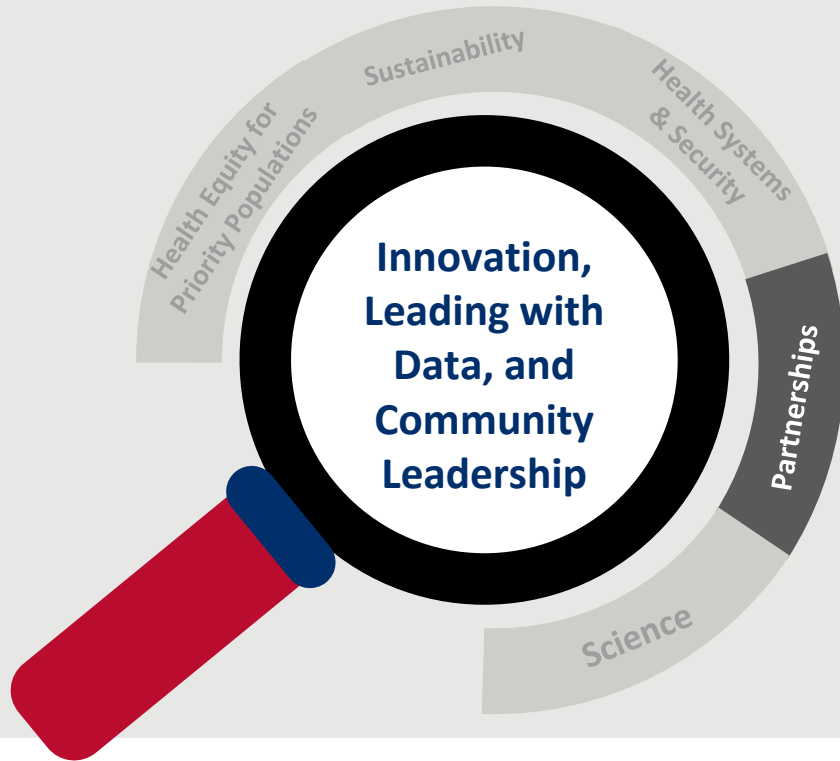 Health Equity for
Priority Populations
Sustainability
Health Systems
& Security
Partnerships
Science
Innovation,
Leading with
Data, and
Community
Leadership